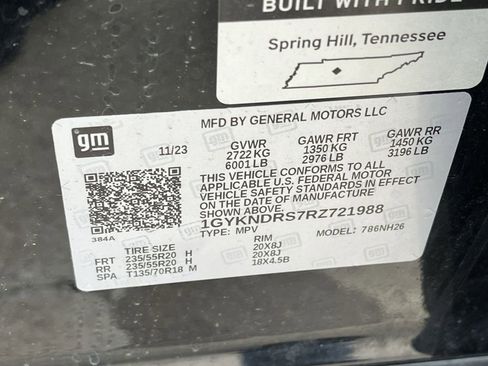 BUILT WITH PRIDE
Spring Hill, Tennessee
gm
MFD BY GENERAL MOTORS LLC
11/23
GVWR GAWR FRT GAWR RR
2722 KG 1350 KG 1450 KG
6001 LB 2976 LB 3196 LB
THIS VEHICLE CONFORMS TO ALL
APPLICABLE U.S. FEDERAL MOTOR
VEHICLE SAFETY STANDARDS IN EFFECT
ON THE DATE OF MANUFACTURE
SHOWN ABOVE.
1GYKNDRS7RZ721988
TYPE: MPV MODEL: 786NH26
384A
TIRE SIZE RIM
FRT 235/55R20 H 20X8J
RR 235/55R20 H 20X8J
SPA T135/70R18 M 18X4.5B